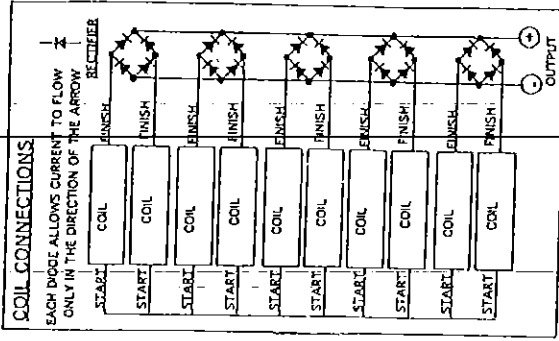 COIL CONNECTIONS
EACH DIODE ALLOWS CURRENT TO FLOW
ONLY IN THE DIRECTION OF THE ARROW
RECTIFIER
START COIL FINISH
START COIL FINISH
START COIL FINISH
START COIL FINISH
START COIL FINISH
START COIL FINISH
START COIL FINISH
START COIL FINISH
START COIL FINISH
START COIL FINISH
- +
OUTPUT